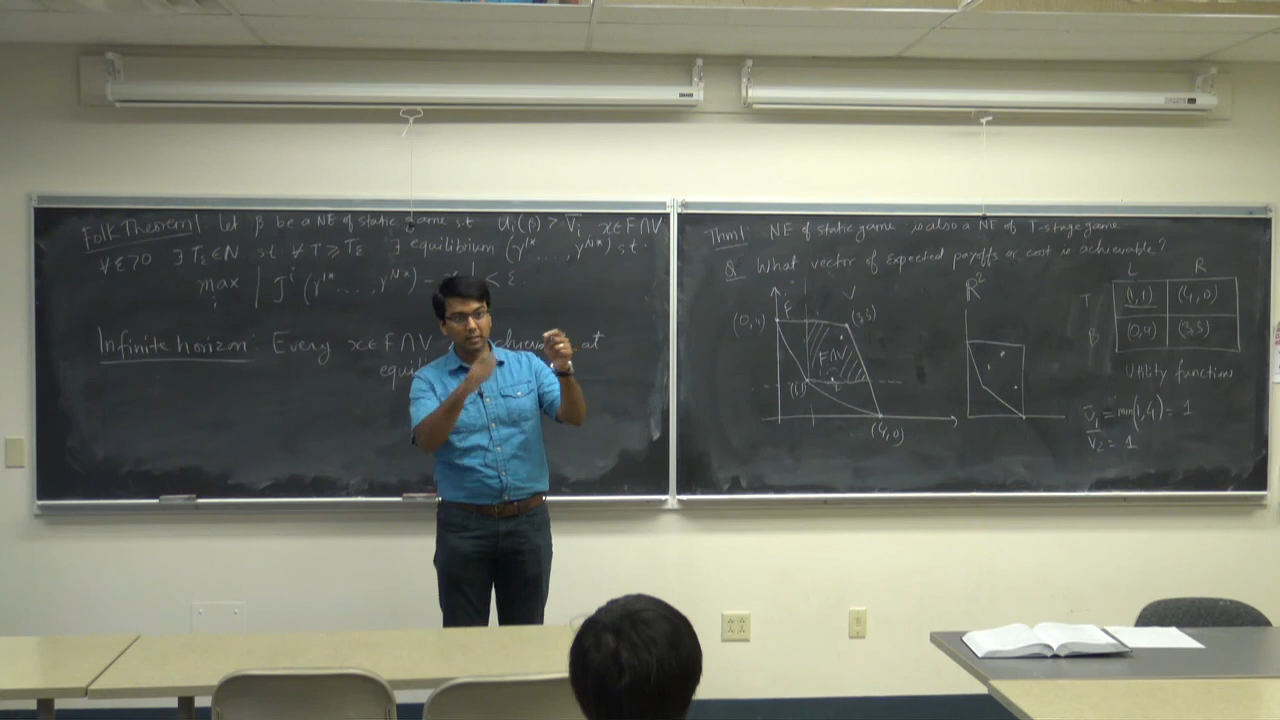 Folk Theorem Let β be a NE of static game s.t. Ui(β) > V̄i, x∈F∩V
∀ε>0 ∃ Tε∈N st ∀T⩾Tε ∃ equilibrium (γ¹*, ..., γᴺ*) s.t.
max | Jⁱ (γ¹*, ..., γᴺ*) - | < ε
i
Infinite horizon: Every x∈F∩V at
Thm1 NE of static game is also a NE of T-stage game
Q: What vector of expected payoffs or cost is achievable?
L R
T (1,1) (4,0)
B (0,4) (3,3)
Utility function
V̄1 = min(1,4) = 1
V̄2 = 1
F V
(0,4) (3,3)
F∩V
(1,1)
(4,0)
R²